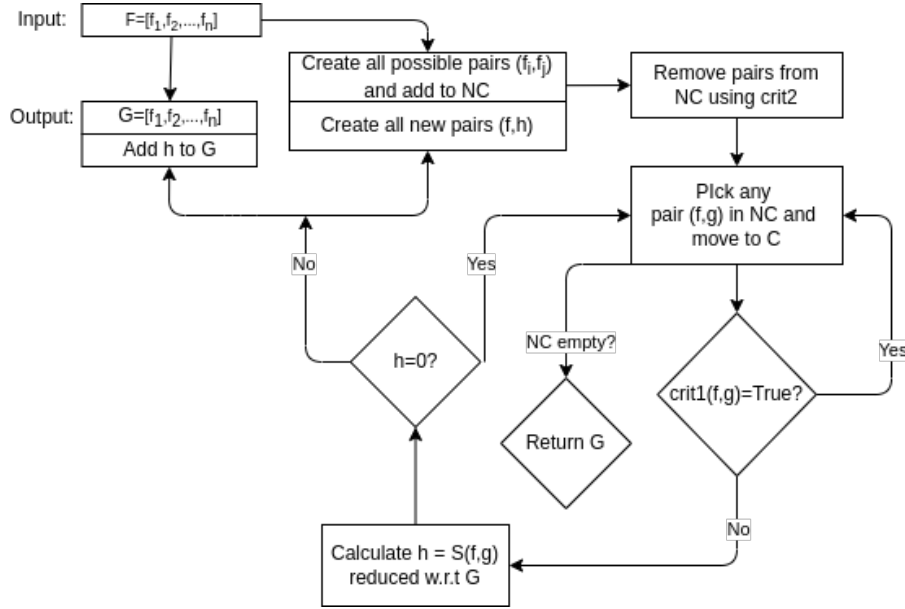 Input:
F=[f₁,f₂,...,fₙ]
Create all possible pairs (fᵢ,fⱼ)
and add to NC
Create all new pairs (f,h)
Remove pairs from
NC using crit2
Output:
G=[f₁,f₂,...,fₙ]
Add h to G
PIck any
pair (f,g) in NC and
move to C
No
Yes
NC empty?
Yes
h=0?
crit1(f,g)=True?
Return G
No
Calculate h = S(f,g)
reduced w.r.t G